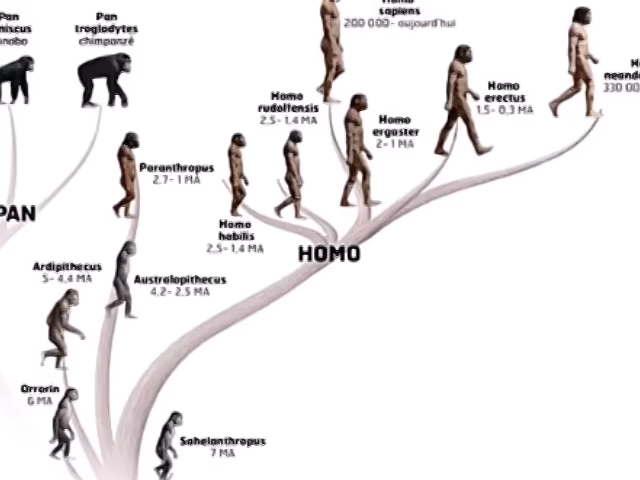 Pan
troglodytes
chimpanzé
sapiens
200 000 - aujourd'hui
Homo
rudolfensis
2.5 - 1.4 MA
Homo
ergaster
2 - 1 MA
Homo
erectus
1.5 - 0.3 MA
330 00
Paranthropus
2.7 - 1 MA
PAN
Homo
habilis
2.5 - 1.4 MA
HOMO
Ardipithecus
5 - 4.4 MA
Australopithecus
4.2 - 2.5 MA
Orrorin
6 MA
Sahelanthropus
7 MA